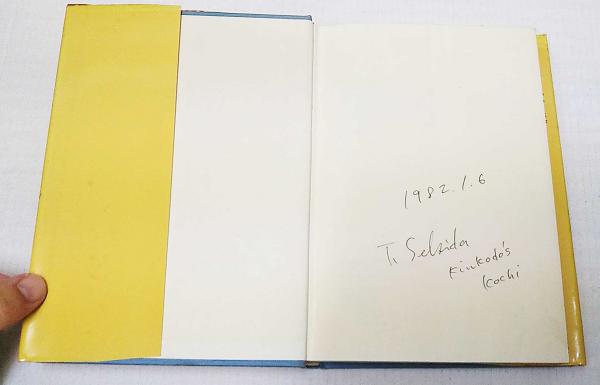 1982.1.6
T. Sekida
Kinkodo's
Kochi